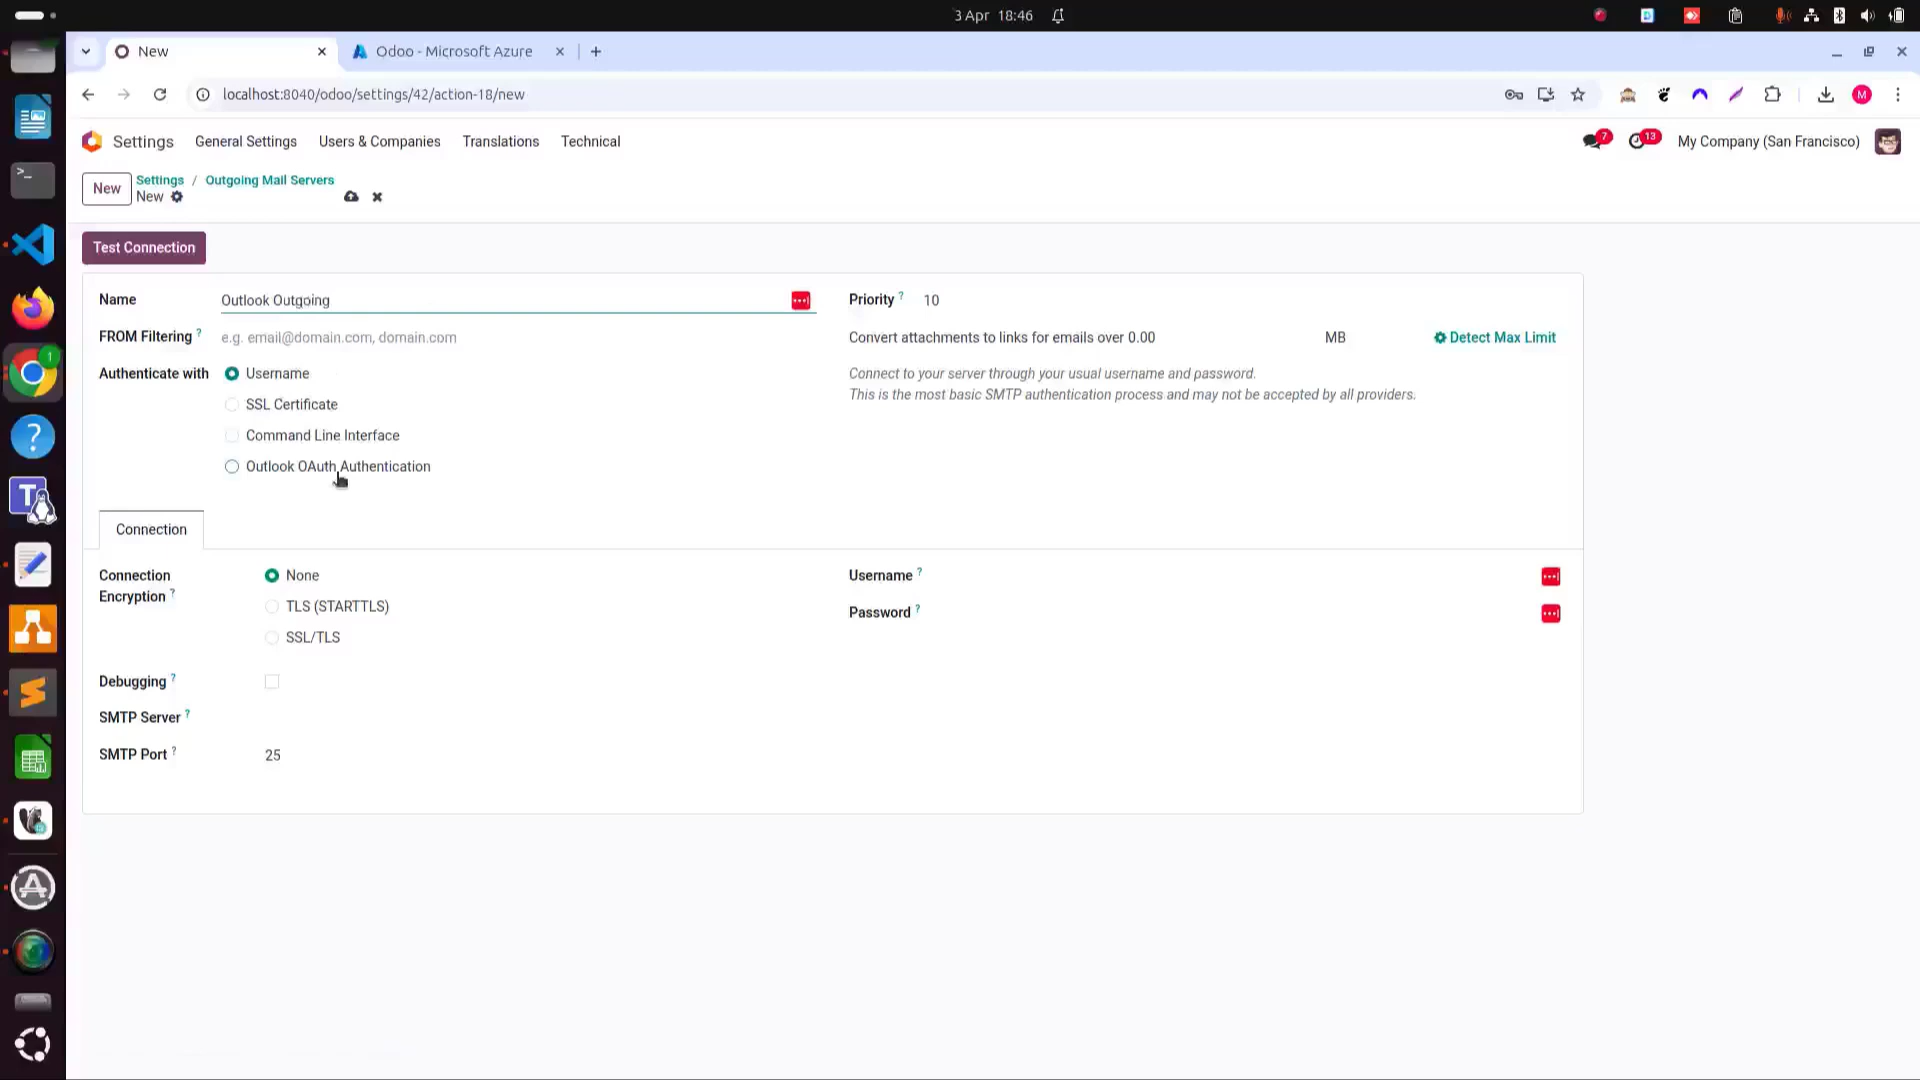 3 Apr 18:46
New
Odoo - Microsoft Azure
localhost:8040/odoo/settings/42/action-18/new
M
Settings
General Settings
Users & Companies
Translations
Technical
7
13
My Company (San Francisco)
New
Settings / Outgoing Mail Servers
New
Test Connection
Name
Outlook Outgoing
Priority ?
10
FROM Filtering ?
e.g. email@domain.com, domain.com
Convert attachments to links for emails over 0.00
MB
Detect Max Limit
Authenticate with
Username
Connect to your server through your usual username and password.
This is the most basic SMTP authentication process and may not be accepted by all providers.
SSL Certificate
Command Line Interface
Outlook OAuth Authentication
Connection
Connection
Encryption ?
None
TLS (STARTTLS)
SSL/TLS
Username ?
Password ?
Debugging ?
SMTP Server ?
SMTP Port ?
25
1